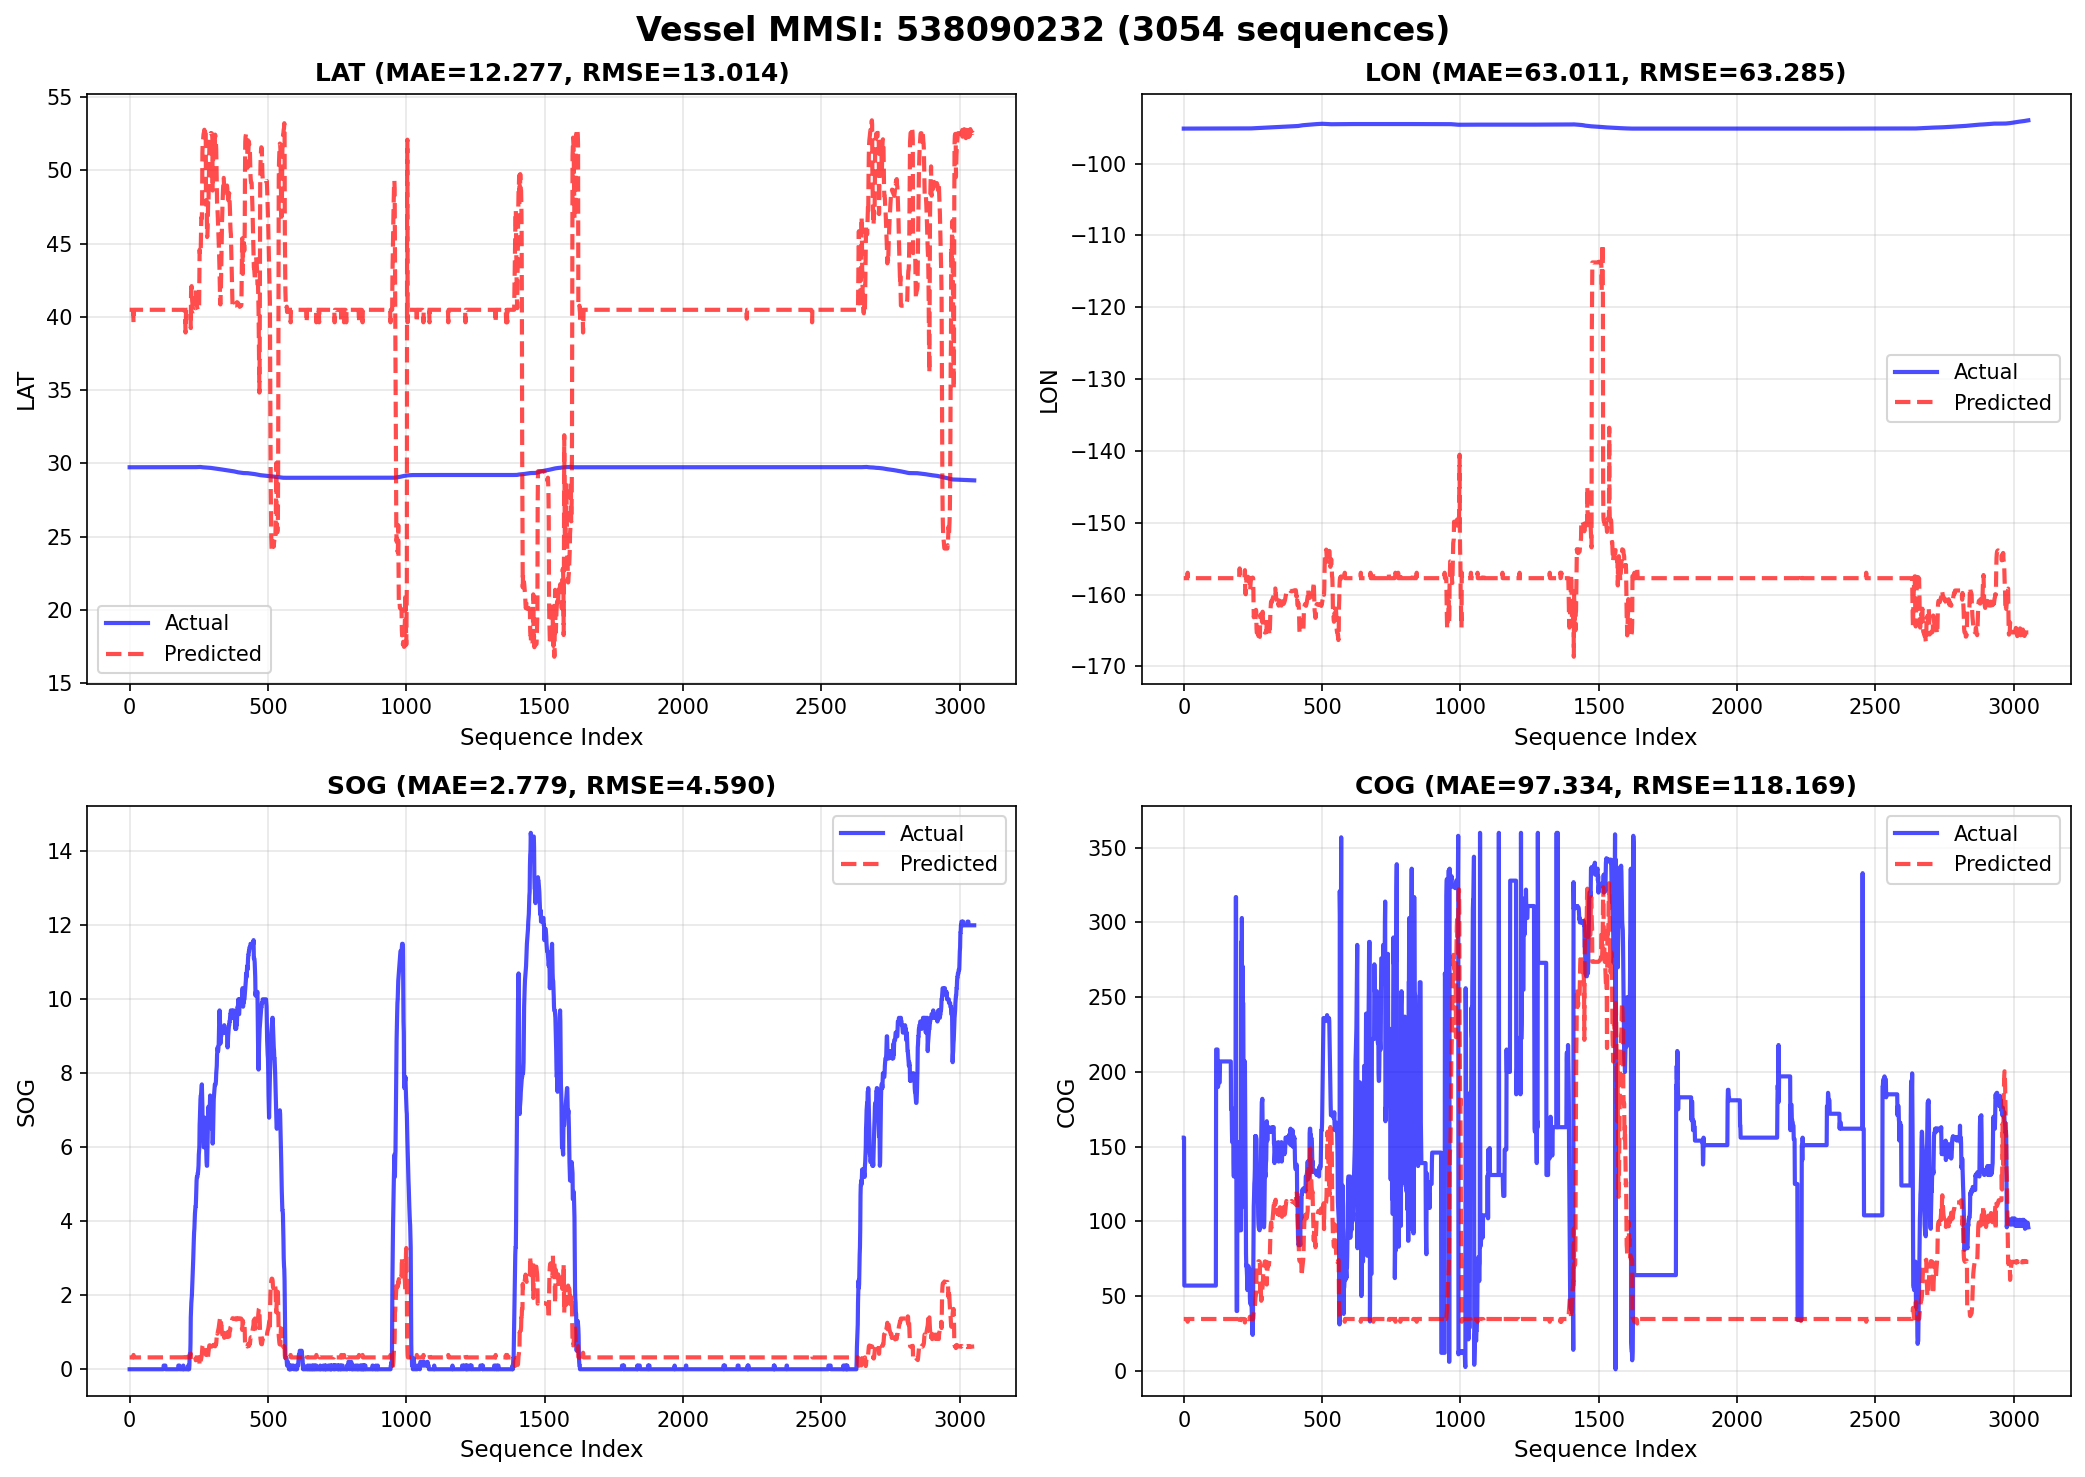 Vessel MMSI: 538090232 (3054 sequences)
LAT (MAE=12.277, RMSE=13.014)
55
50
45
40
35
30
25
20
15
LAT
Actual
Predicted
0 500 1000 1500 2000 2500 3000
Sequence Index
LON (MAE=63.011, RMSE=63.285)
−100
−110
−120
−130
−140
−150
−160
−170
LON
Actual
Predicted
0 500 1000 1500 2000 2500 3000
Sequence Index
SOG (MAE=2.779, RMSE=4.590)
14
12
10
8
6
4
2
0
SOG
Actual
Predicted
0 500 1000 1500 2000 2500 3000
Sequence Index
COG (MAE=97.334, RMSE=118.169)
350
300
250
200
150
100
50
0
COG
Actual
Predicted
0 500 1000 1500 2000 2500 3000
Sequence Index